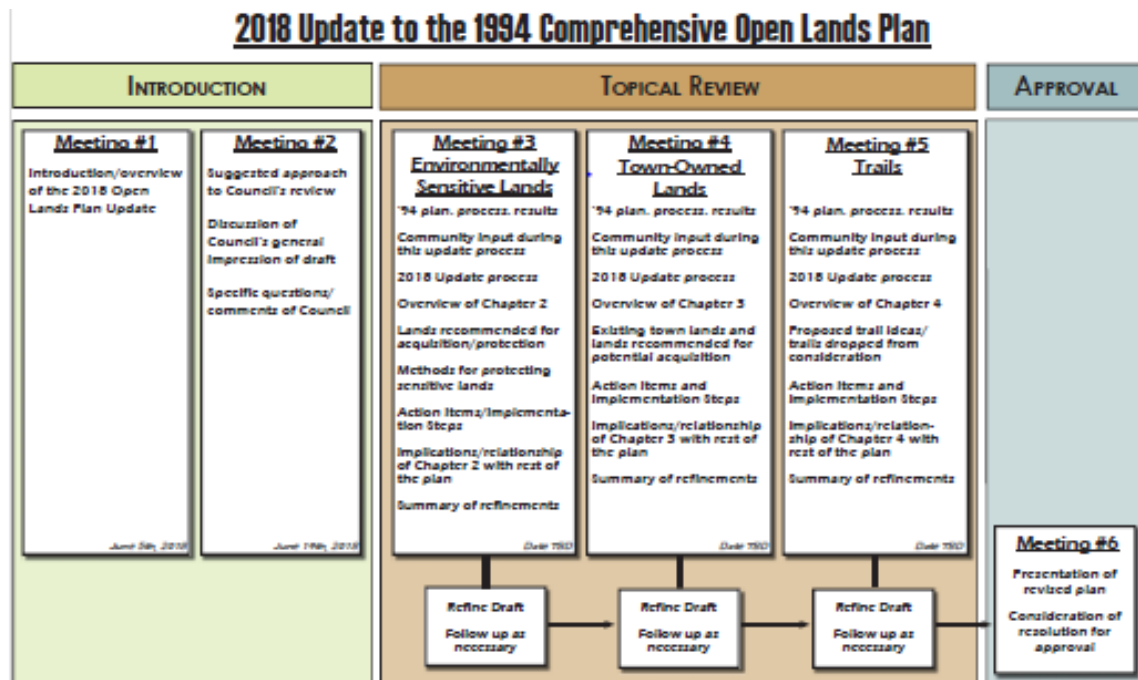 2018 Update to the 1994 Comprehensive Open Lands Plan
Introduction
Topical Review
Approval
Meeting #1
Introduction/overview
of the 2018 Open
Lands Plan Update
June 5th, 2018
Meeting #2
Suggested approach
to Council's review
Discussion of
Council's general
impression of draft
Specific questions/
comments of Council
June 19th, 2018
Meeting #3
Environmentally
Sensitive Lands
'94 plan, process, results
Community input during
this update process
2018 Update process
Overview of Chapter 2
Lands recommended for
acquisition/protection
Methods for protecting
sensitive lands
Action Items/Implementa-
tion Steps
Implications/relationship
of Chapter 2 with rest of
the plan
Summary of refinements
Date TBD
Meeting #4
Town-Owned
Lands
'94 plan, process, results
Community input during
this update process
2018 Update process
Overview of Chapter 3
Existing town lands and
lands recommended for
potential acquisition
Action Items and
Implementation Steps
Implications/relationship
of Chapter 3 with rest of
the plan
Summary of refinements
Date TBD
Meeting #5
Trails
'94 plan, process, results
Community input during
this update process
2018 Update process
Overview of Chapter 4
Proposed trail ideas/
trails dropped from
consideration
Action Items and
Implementation Steps
Implications/relation-
ship of Chapter 4 with
rest of the plan
Summary of refinements
Date TBD
Refine Draft
Follow up as
necessary
Refine Draft
Follow up as
necessary
Refine Draft
Follow up as
necessary
Meeting #6
Presentation of
revised plan
Consideration of
resolution for
approval